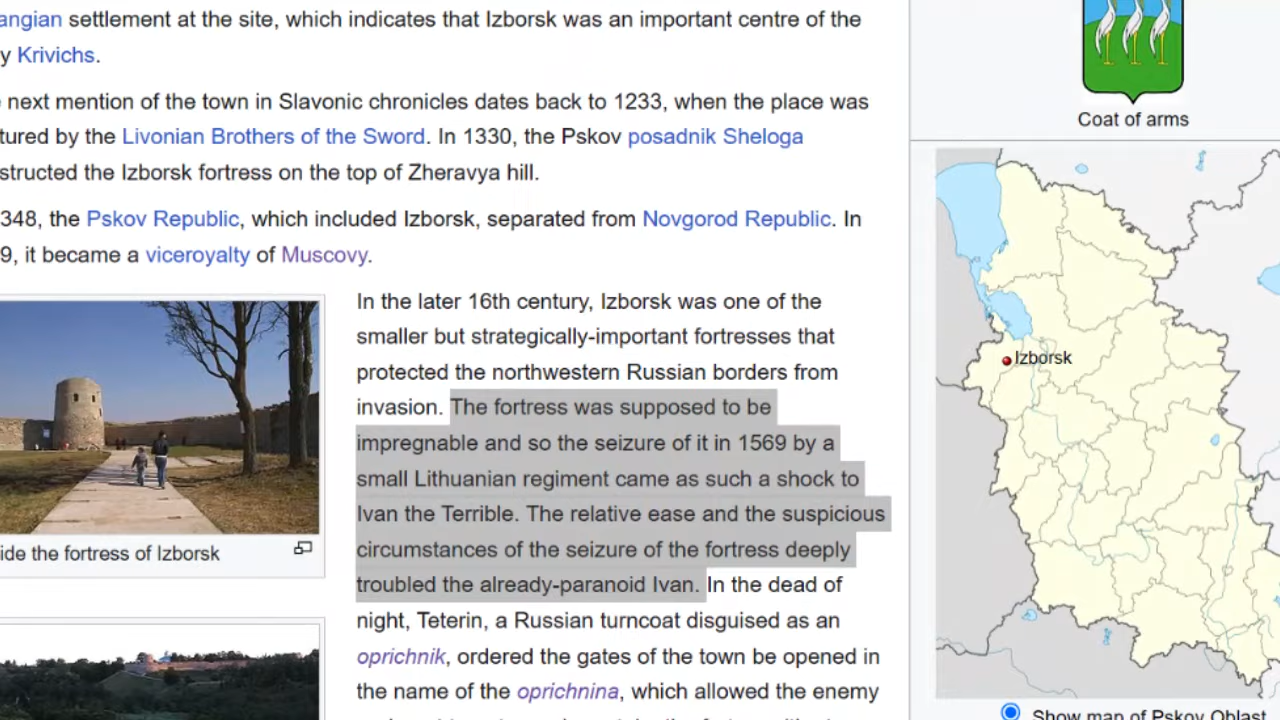 angian settlement at the site, which indicates that Izborsk was an important centre of the
y Krivichs.
next mention of the town in Slavonic chronicles dates back to 1233, when the place was
tured by the Livonian Brothers of the Sword. In 1330, the Pskov posadnik Sheloga
structed the Izborsk fortress on the top of Zheravya hill.
348, the Pskov Republic, which included Izborsk, separated from Novgorod Republic. In
9, it became a viceroyalty of Muscovy.
In the later 16th century, Izborsk was one of the
smaller but strategically-important fortresses that
protected the northwestern Russian borders from
invasion. The fortress was supposed to be
impregnable and so the seizure of it in 1569 by a
small Lithuanian regiment came as such a shock to
Ivan the Terrible. The relative ease and the suspicious
circumstances of the seizure of the fortress deeply
troubled the already-paranoid Ivan. In the dead of
night, Teterin, a Russian turncoat disguised as an
oprichnik, ordered the gates of the town be opened in
the name of the oprichnina, which allowed the enemy
ide the fortress of Izborsk
Coat of arms
Izborsk
Show map of Pskov Oblast